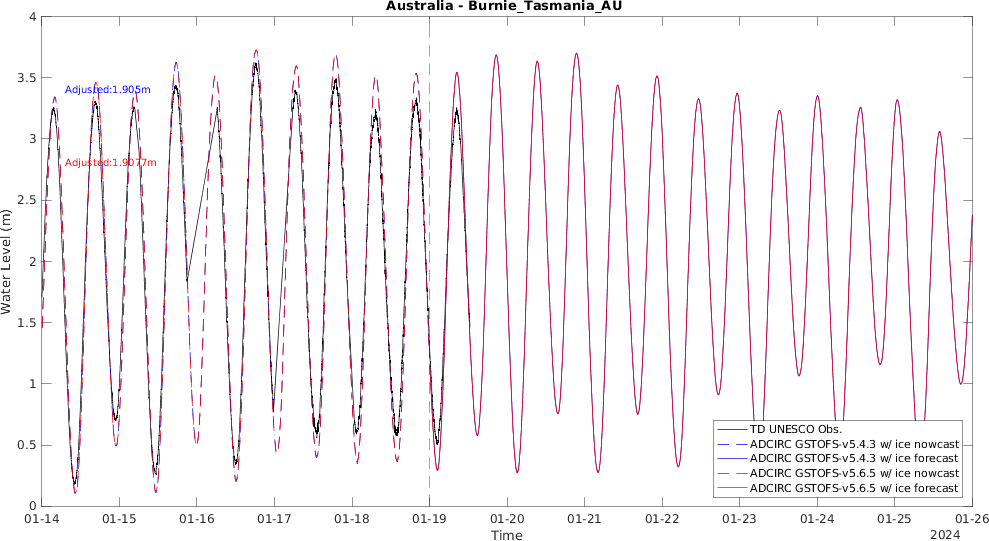 Australia - Burnie_Tasmania_AU
4
3.5
3
2.5
2
1.5
1
0.5
0
Water Level (m)
Adjusted:1.905m
Adjusted:1.9077m
TD UNESCO Obs.
ADCIRC GSTOFS-v5.4.3 w/ ice nowcast
ADCIRC GSTOFS-v5.4.3 w/ ice forecast
ADCIRC GSTOFS-v5.6.5 w/ ice nowcast
ADCIRC GSTOFS-v5.6.5 w/ ice forecast
01-14 01-15 01-16 01-17 01-18 01-19 01-20 01-21 01-22 01-23 01-24 01-25 01-26
Time
2024